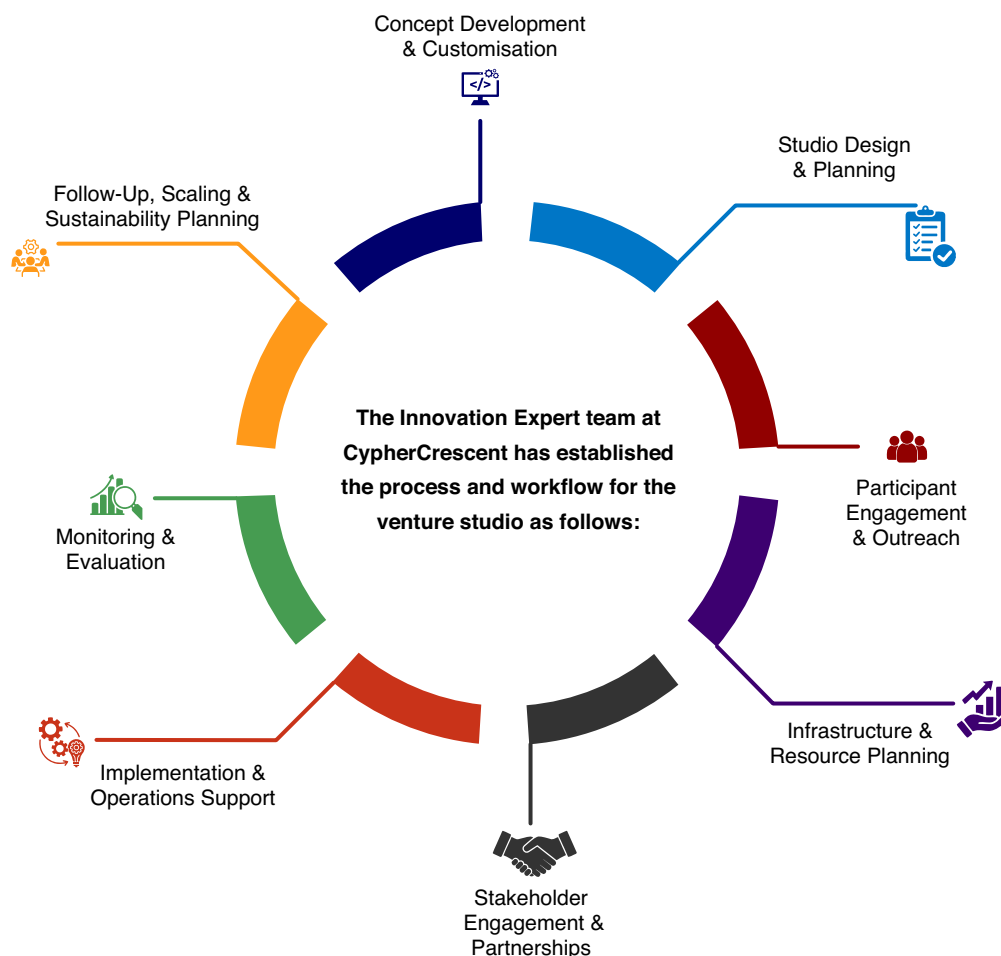 Concept Development
& Customisation
</>
Studio Design
& Planning
Follow-Up, Scaling &
Sustainability Planning
The Innovation Expert team at
CypherCrescent has established
the process and workflow for the
venture studio as follows:
Participant
Engagement
& Outreach
Monitoring &
Evaluation
Infrastructure &
Resource Planning
Implementation &
Operations Support
Stakeholder
Engagement &
Partnerships